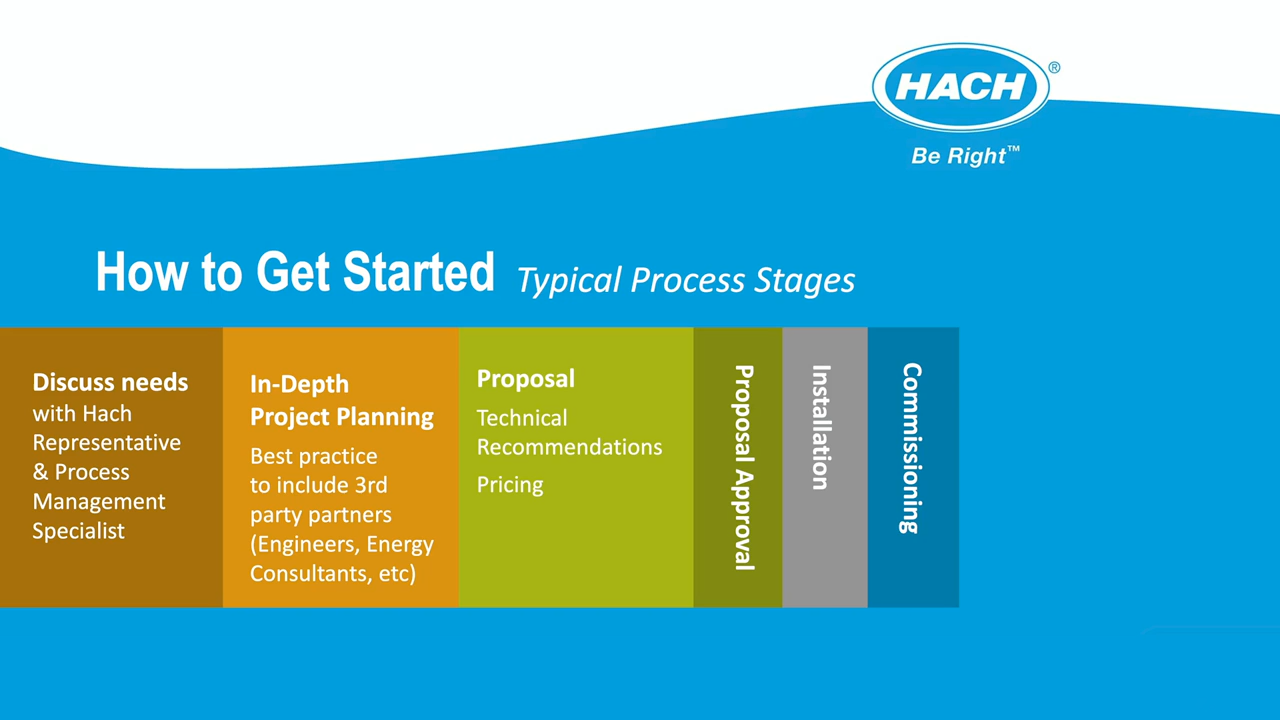 HACH®
Be Right™
How to Get Started Typical Process Stages
Discuss needs
with Hach
Representative
& Process
Management
Specialist
In-Depth
Project Planning
Best practice
to include 3rd
party partners
(Engineers, Energy
Consultants, etc)
Proposal
Technical
Recommendations
Pricing
Proposal Approval
Installation
Commissioning